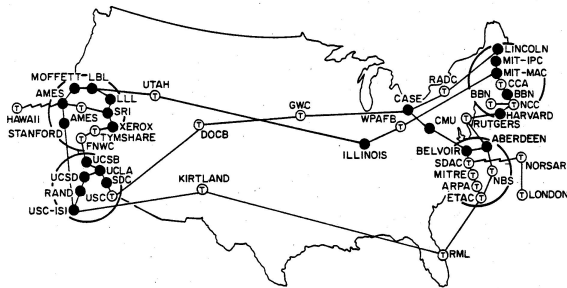 LINCOLN
MIT-IPC
MIT-MAC
MOFFETT
LBL
RADC
CCA
UTAH
AMES
LLL
CASE
BBN
BBN
HAWAII
GWC
WPAFB
NCC
AMES
SRI
HARVARD
STANFORD
XEROX
CMU
RUTGERS
TYMSHARE
DOCB
FNWC
ABERDEEN
ILLINOIS
BELVOIR
UCSB
SDAC
NORSAR
UCSD
UCLA
MITRE
KIRTLAND
SDC
NBS
RAND
ARPA
USC
ETAC
LONDON
USC-ISI
RML